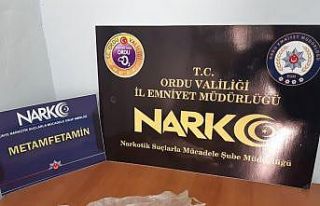 NARKO
METAMFETAMİN
T.C.
ORDU VALİLİĞİ
İL EMNİYET MÜDÜRLÜĞÜ
NARKO
Narkotik Suçlarla Mücadele Şube Müdürlüğü